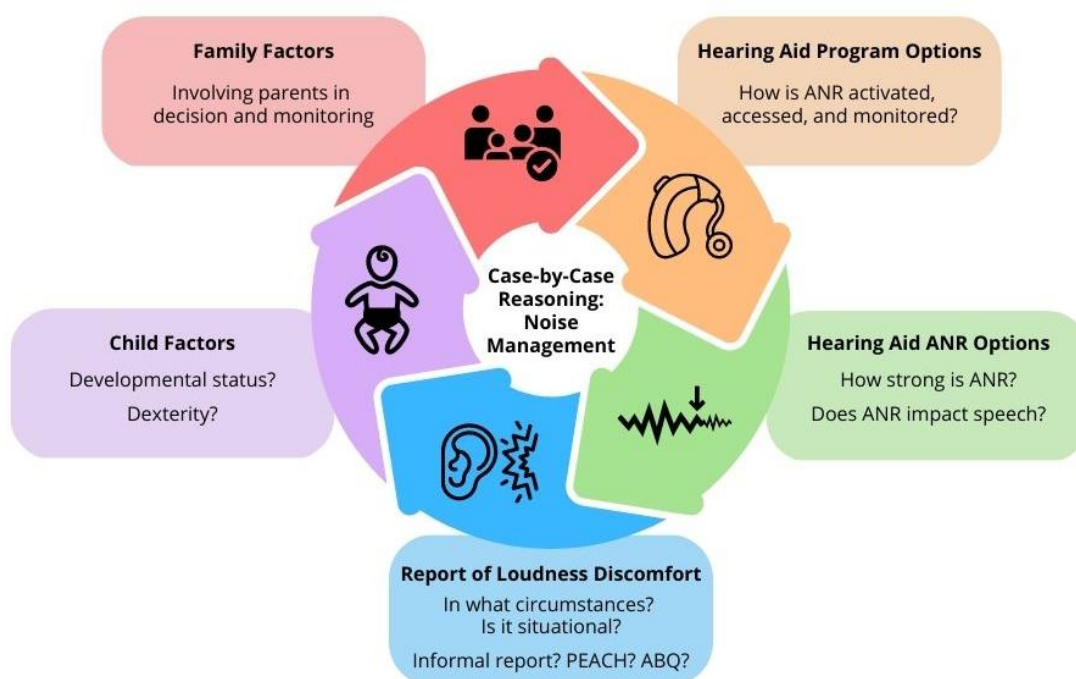 Family Factors
Involving parents in
decision and monitoring
Hearing Aid Program Options
How is ANR activated,
accessed, and monitored?
Case-by-Case
Reasoning:
Noise
Management
Child Factors
Developmental status?
Dexterity?
Hearing Aid ANR Options
How strong is ANR?
Does ANR impact speech?
Report of Loudness Discomfort
In what circumstances?
Is it situational?
Informal report? PEACH? ABQ?